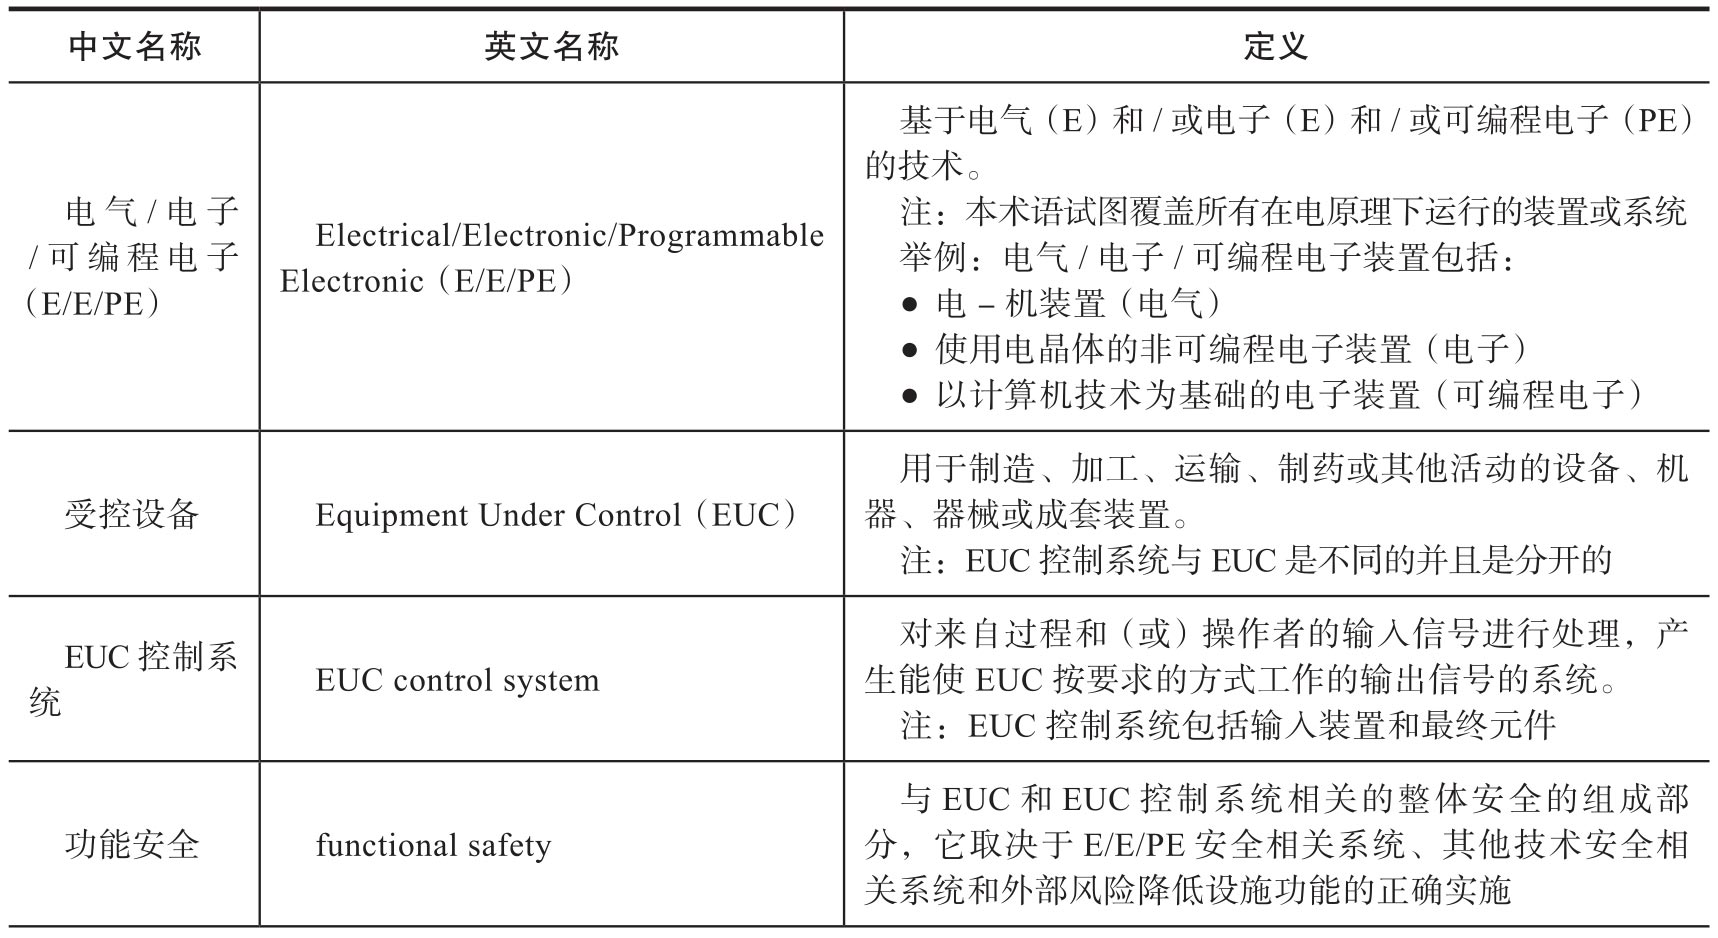 中文名称
英文名称
定义
电气/电子
/可编程电子
（E/E/PE）
Electrical/Electronic/Programmable
Electronic（E/E/PE）
基于电气（E）和/或电子（E）和/或可编程电子（PE）
的技术。
注：本术语试图覆盖所有在电原理下运行的装置或系统
举例：电气/电子/可编程电子装置包括：
● 电–机装置（电气）
● 使用电晶体的非可编程电子装置（电子）
● 以计算机技术为基础的电子装置（可编程电子）
受控设备
Equipment Under Control（EUC）
用于制造、加工、运输、制药或其他活动的设备、机
器、器械或成套装置。
注：EUC 控制系统与 EUC 是不同的并且是分开的
EUC 控制系
统
EUC control system
对来自过程和（或）操作者的输入信号进行处理，产
生能使 EUC 按要求的方式工作的输出信号的系统。
注：EUC 控制系统包括输入装置和最终元件
功能安全
functional safety
与 EUC 和 EUC 控制系统相关的整体安全的组成部
分，它取决于 E/E/PE 安全相关系统、其他技术安全相
关系统和外部风险降低设施功能的正确实施